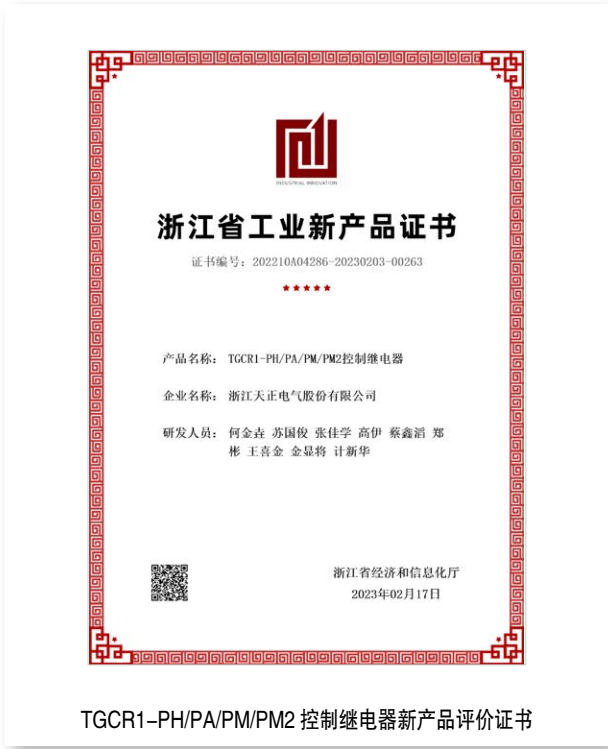 INDUSTRIAL INNOVATION
浙江省工业新产品证书
证书编号：202210A04286-20230203-00263
产品名称：TGCR1-PH/PA/PM/PM2控制继电器
企业名称：浙江天正电气股份有限公司
研发人员：何金垚 苏国俊 张佳学 高伊 蔡鑫滔 郑
彬 王喜金 金显将 计新华
浙江省经济和信息化厅
2023年02月17日
TGCR1-PH/PA/PM/PM2 控制继电器新产品评价证书